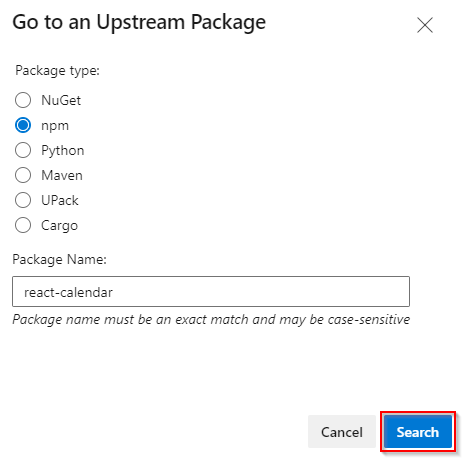 Go to an Upstream Package
Package type:
NuGet
npm
Python
Maven
UPack
Cargo
Package Name:
react-calendar
Package name must be an exact match and may be case-sensitive
Cancel Search